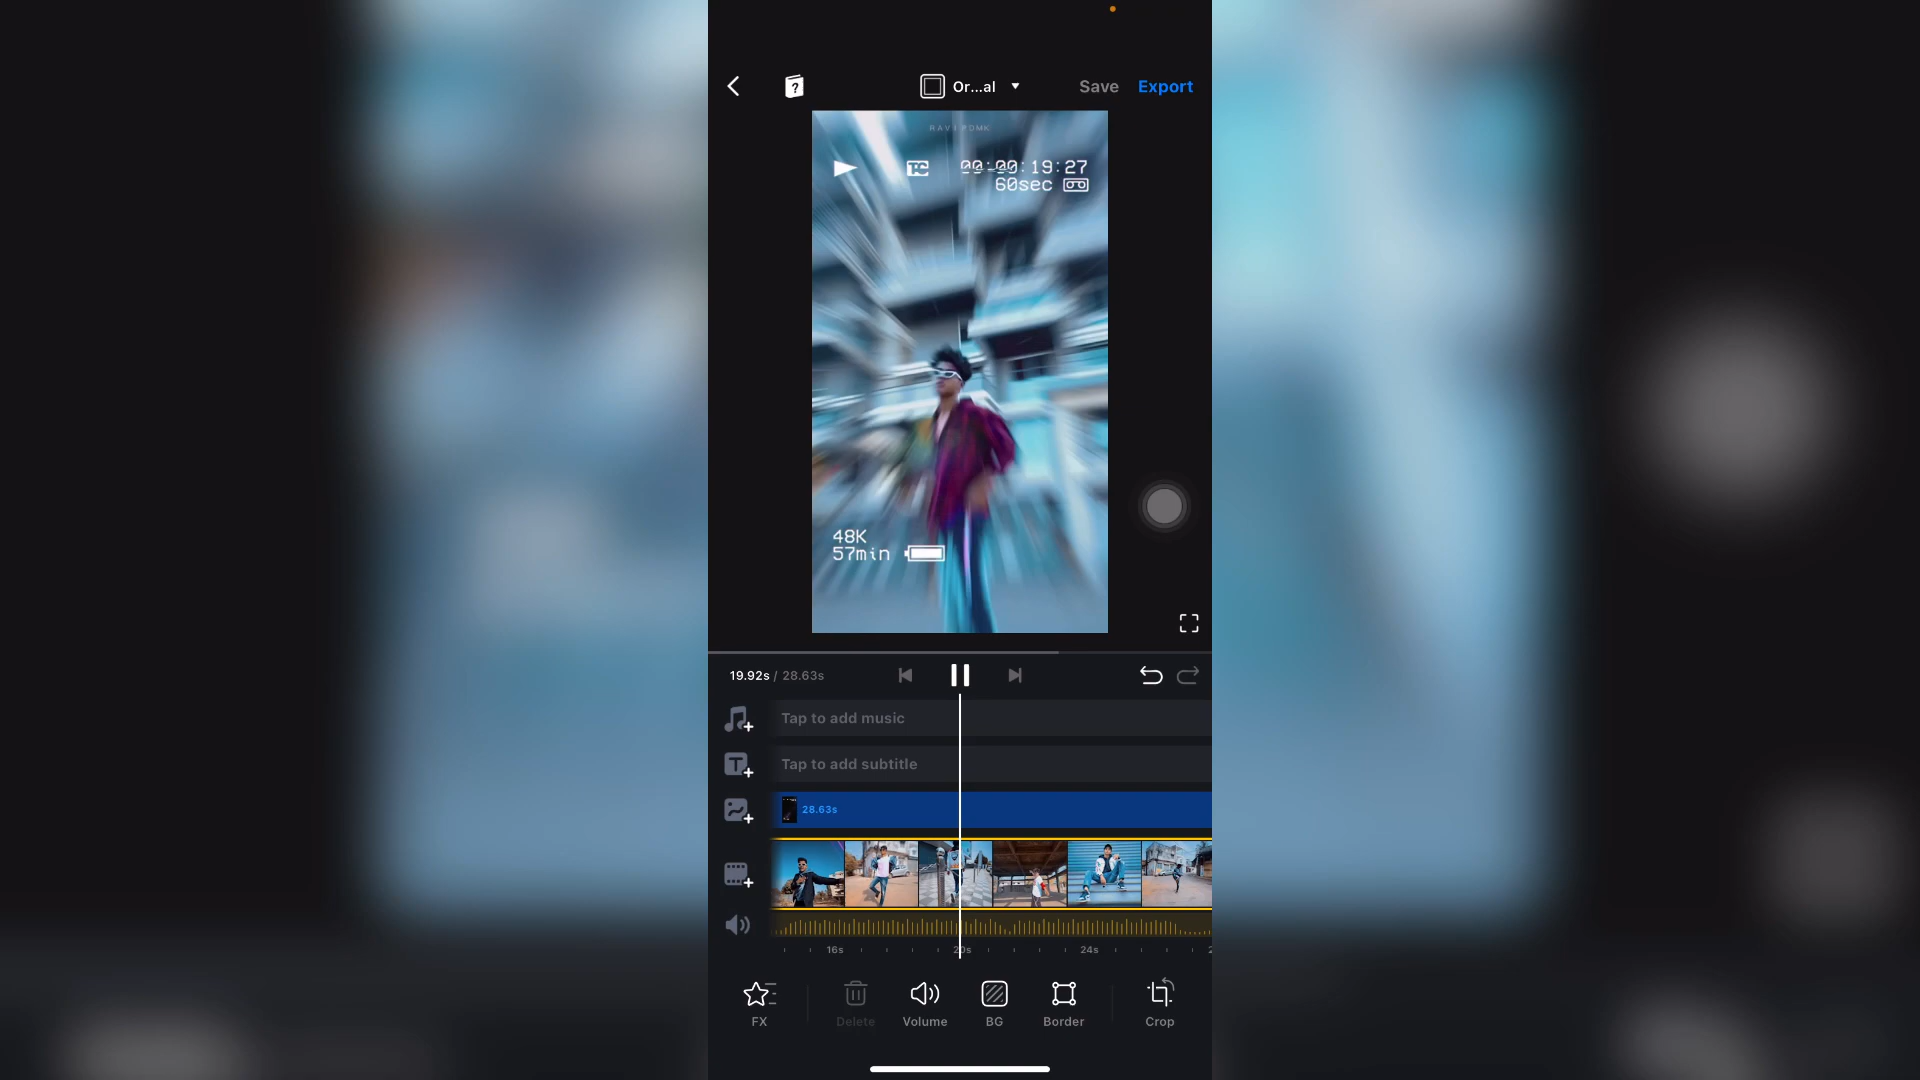 Or...al
Save
Export
TC
00:00:19:27
60sec
48K
57min
19.92s / 28.63s
Tap to add music
Tap to add subtitle
28.63s
16s
24s
FX
Delete
Volume
BG
Border
Crop